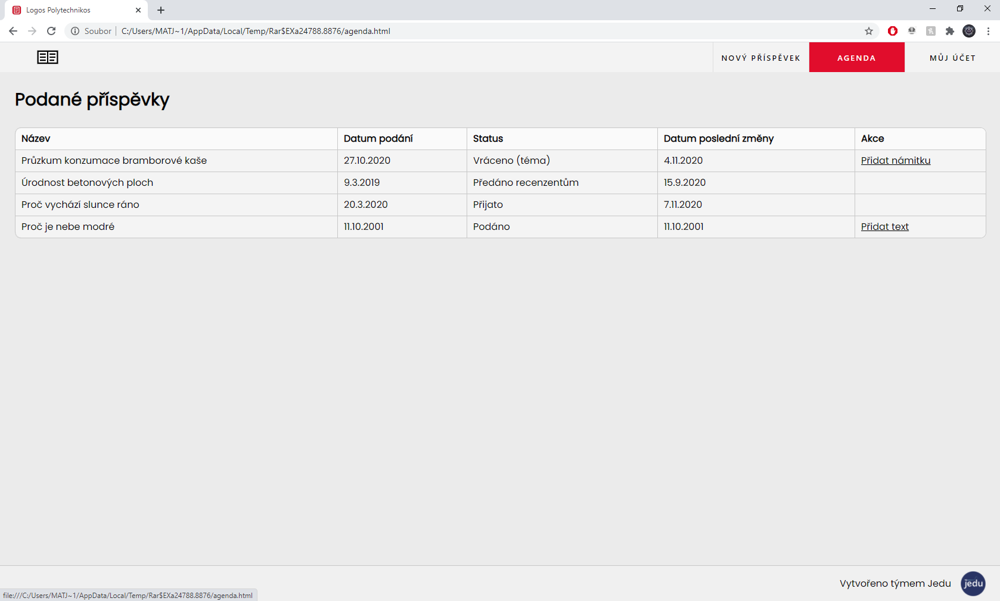 Logos Polytechnikos
Soubor C:/Users/MATJ~1/AppData/Local/Temp/Rar$EXa24788.8876/agenda.html
NOVÝ PŘÍSPĚVEK AGENDA MŮJ ÚČET
Podané příspěvky
Název Datum podání Status Datum poslední změny Akce
Průzkum konzumace bramborové kaše 27.10.2020 Vráceno (téma) 4.11.2020 Přidat námitku
Úrodnost betonových ploch 9.3.2019 Předáno recenzentům 15.9.2020
Proč vychází slunce ráno 20.3.2020 Přijato 7.11.2020
Proč je nebe modré 11.10.2001 Podáno 11.10.2001 Přidat text
Vytvořeno týmem Jedu jedu
file:///C:/Users/MATJ~1/AppData/Local/Temp/Rar$EXa24788.8876/agenda.html